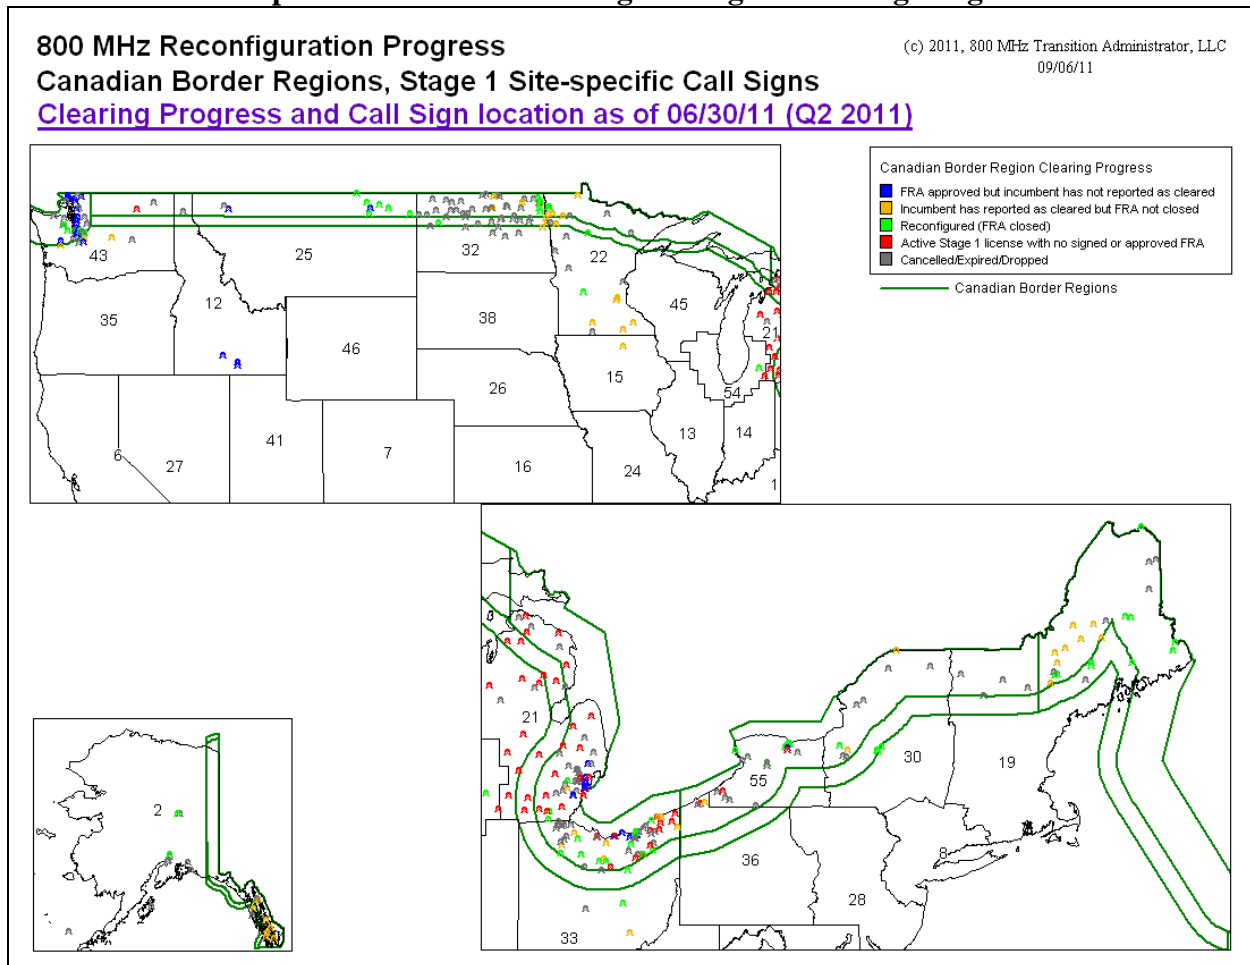 800 MHz Reconfiguration Progress
(c) 2011, 800 MHz Transition Administrator, LLC
09/06/11
Canadian Border Regions, Stage 1 Site-specific Call Signs
Clearing Progress and Call Sign location as of 06/30/11 (Q2 2011)
Canadian Border Region Clearing Progress
FRA approved but incumbent has not reported as cleared
Incumbent has reported as cleared but FRA not closed
Reconfigured (FRA closed)
Active Stage 1 license with no signed or approved FRA
Cancelled/Expired/Dropped
Canadian Border Regions
43
25
32
22
12
35
38
45
21
46
15
26
54
41
7
13
14
6
27
16
24
1
21
55
30
19
2
36
8
28
33